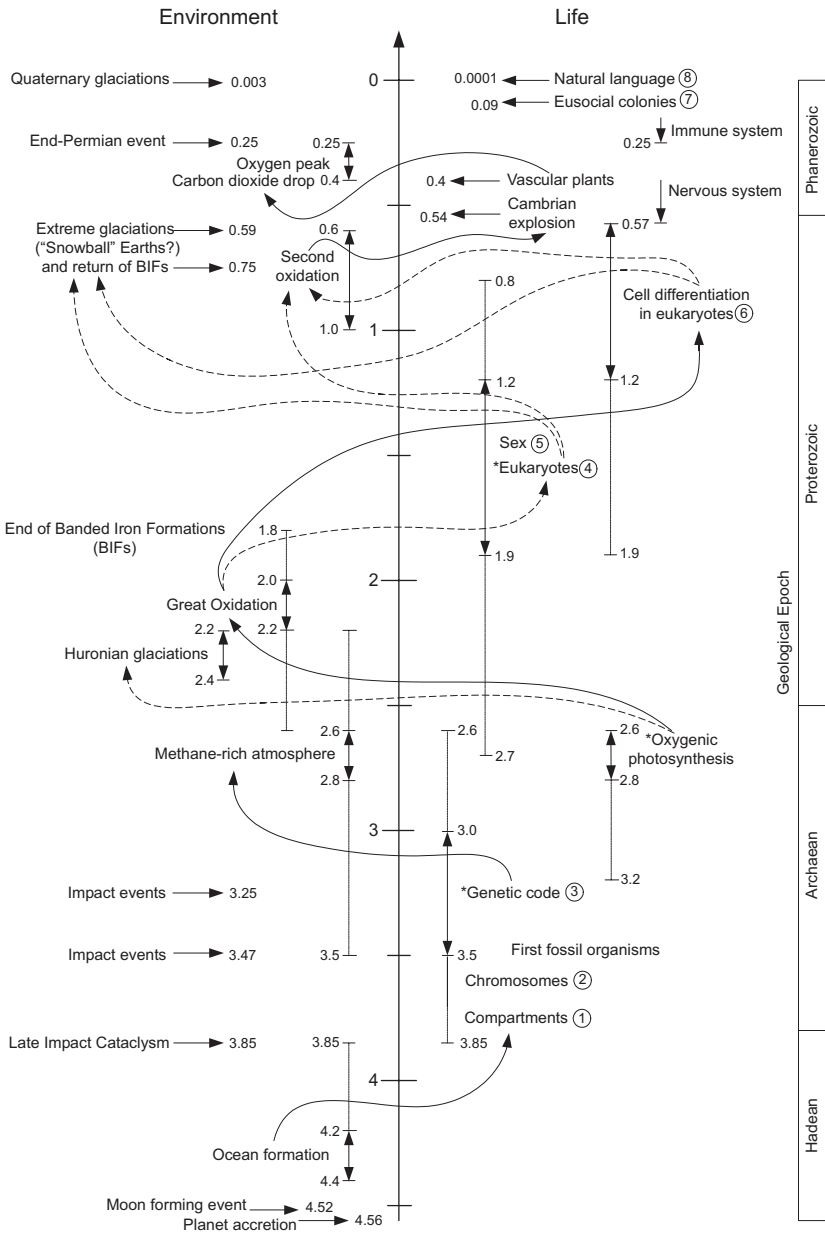 Environment
Life
0
Quaternary glaciations
0.003
0.0001
Natural language 8
0.09
Eusocial colonies 7
Immune system
0.25
End-Permian event
0.25
0.25
Oxygen peak
Carbon dioxide drop
0.4
0.4
Vascular plants
Nervous system
0.54
Cambrian
explosion
0.57
Extreme glaciations
("Snowball" Earths?)
and return of BIFs
0.59
0.75
0.6
Second
oxidation
1.0
0.8
Cell differentiation
in eukaryotes 6
1
1.2
1.2
Sex 5
*Eukaryotes 4
End of Banded Iron Formations
(BIFs)
1.8
1.9
1.9
2.0
2
Great Oxidation
2.2
2.2
Huronian glaciations
2.4
2.6
2.6
2.6
*Oxygenic
photosynthesis
Methane-rich atmosphere
2.7
2.8
2.8
3
3.0
3.2
Impact events
3.25
*Genetic code 3
Impact events
3.47
3.5
3.5
First fossil organisms
Chromosomes 2
Compartments 1
Late Impact Cataclysm
3.85
3.85
3.85
4
4.2
Ocean formation
4.4
Moon forming event
4.52
Planet accretion
4.56
Geological Epoch
Phanerozoic
Proterozoic
Archaean
Hadean